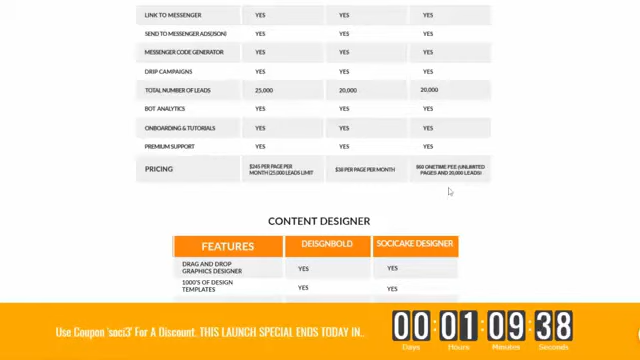 LINK TO MESSENGER YES YES YES
SEND TO MESSENGER ADS(JSON) YES YES YES
MESSENGER CODE GENERATOR YES YES YES
DRIP CAMPAIGNS YES YES YES
TOTAL NUMBER OF LEADS 25,000 20,000 20,000
BOT ANALYTICS YES YES YES
ONBOARDING & TUTORIALS YES YES YES
PREMIUM SUPPORT YES YES YES
PRICING $245 PER PAGE PER MONTH (25,000 LEADS LIMIT $38 PER PAGE PER MONTH $60 ONETIME FEE (UNLIMITED PAGES AND 20,000 LEADS)
CONTENT DESIGNER
FEATURES DEISGNBOLD SOCICAKE DESIGNER
DRAG AND DROP GRAPHICS DESIGNER YES YES
1000'S OF DESIGN TEMPLATES YES YES
Use Coupon 'soci3' For A Discount. THIS LAUNCH SPECIAL ENDS TODAY IN..
00:01:09:38
Days Hours Minutes Seconds